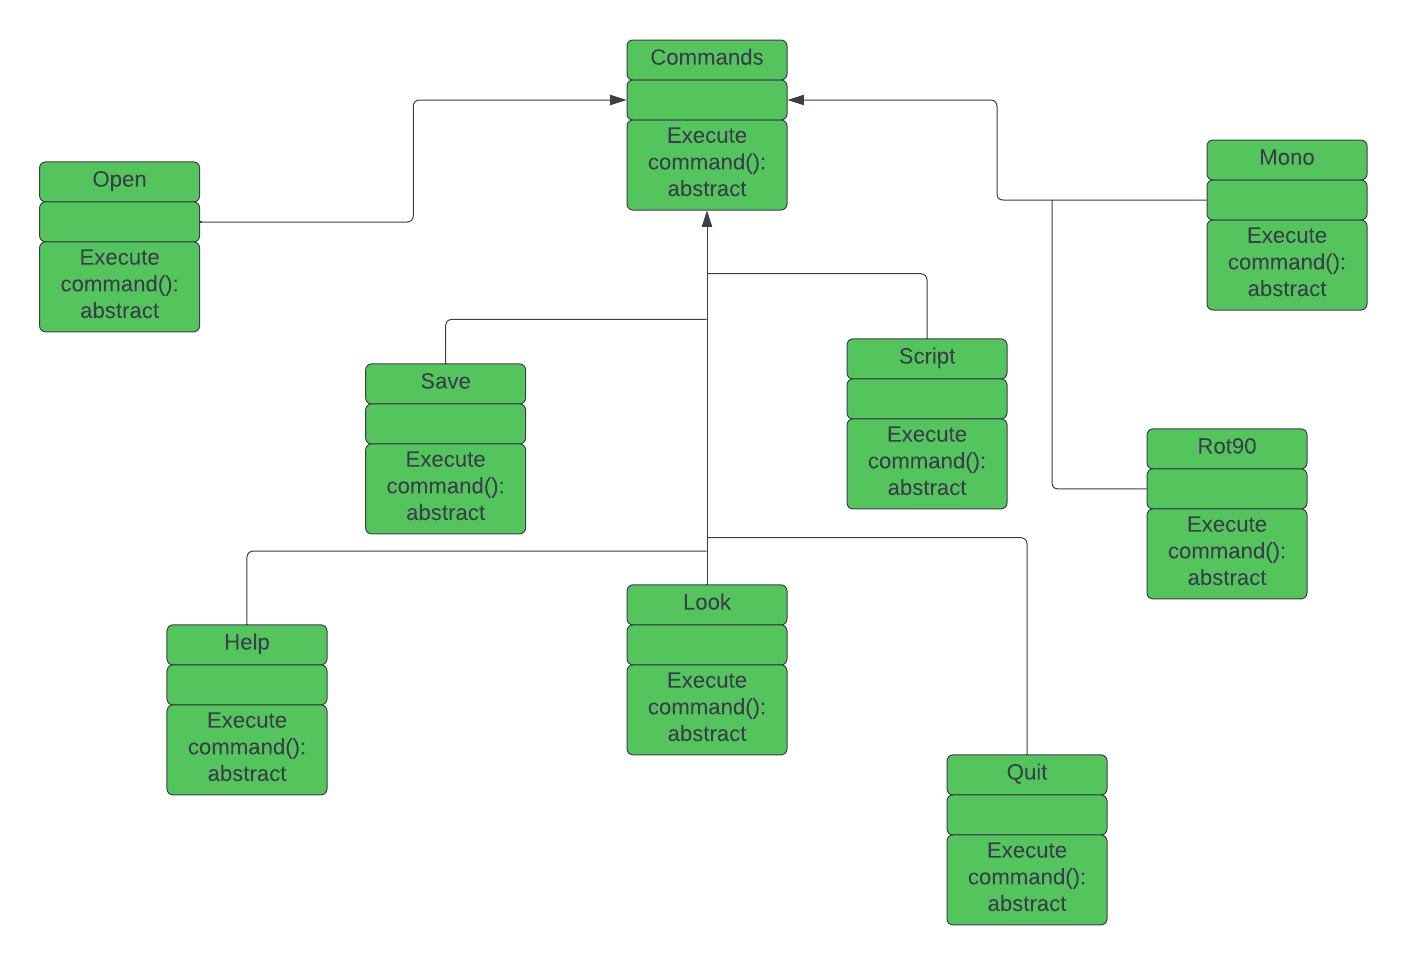 Commands
Execute
command():
abstract
Open
Execute
command():
abstract
Mono
Execute
command():
abstract
Save
Execute
command():
abstract
Script
Execute
command():
abstract
Rot90
Execute
command():
abstract
Help
Execute
command():
abstract
Look
Execute
command():
abstract
Quit
Execute
command():
abstract